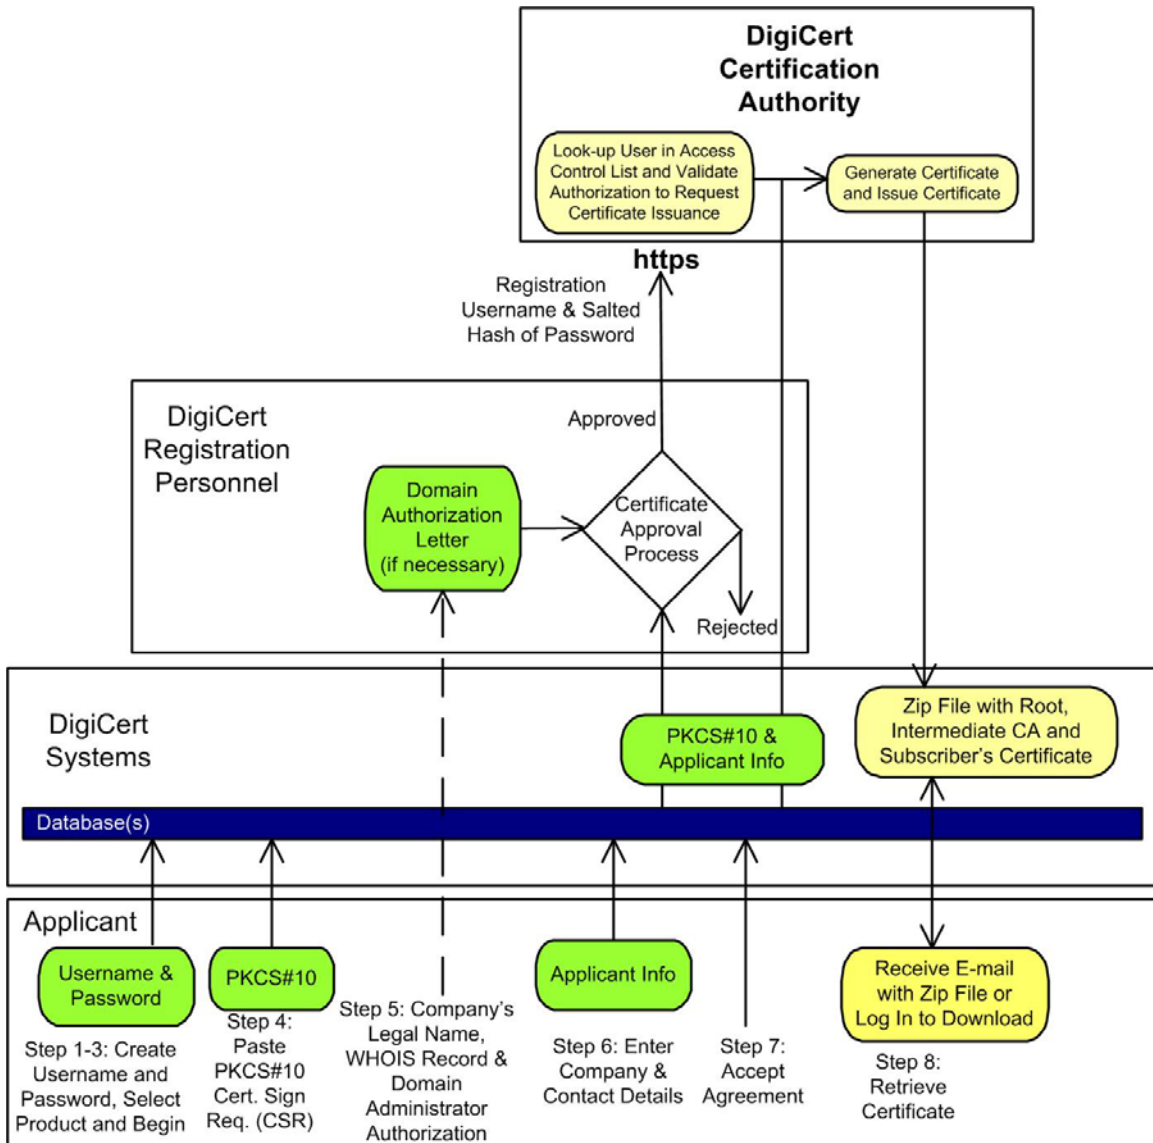 DigiCert
Certification
Authority
Look-up User in Access
Control List and Validate
Authorization to Request
Certificate Issuance
Generate Certificate
and Issue Certificate
https
Registration
Username & Salted
Hash of Password
DigiCert
Registration
Personnel
Approved
Domain
Authorization
Letter
(if necessary)
Certificate
Approval
Process
Rejected
DigiCert
Systems
PKCS#10 &
Applicant Info
Zip File with Root,
Intermediate CA and
Subscriber's Certificate
Database(s)
Applicant
Username &
Password
PKCS#10
Applicant Info
Receive E-mail
with Zip File or
Log In to Download
Step 1-3: Create
Username and
Password, Select
Product and Begin
Step 4:
Paste
PKCS#10
Cert. Sign
Req. (CSR)
Step 5: Company's
Legal Name,
WHOIS Record &
Domain
Administrator
Authorization
Step 6: Enter
Company &
Contact Details
Step 7:
Accept
Agreement
Step 8:
Retrieve
Certificate